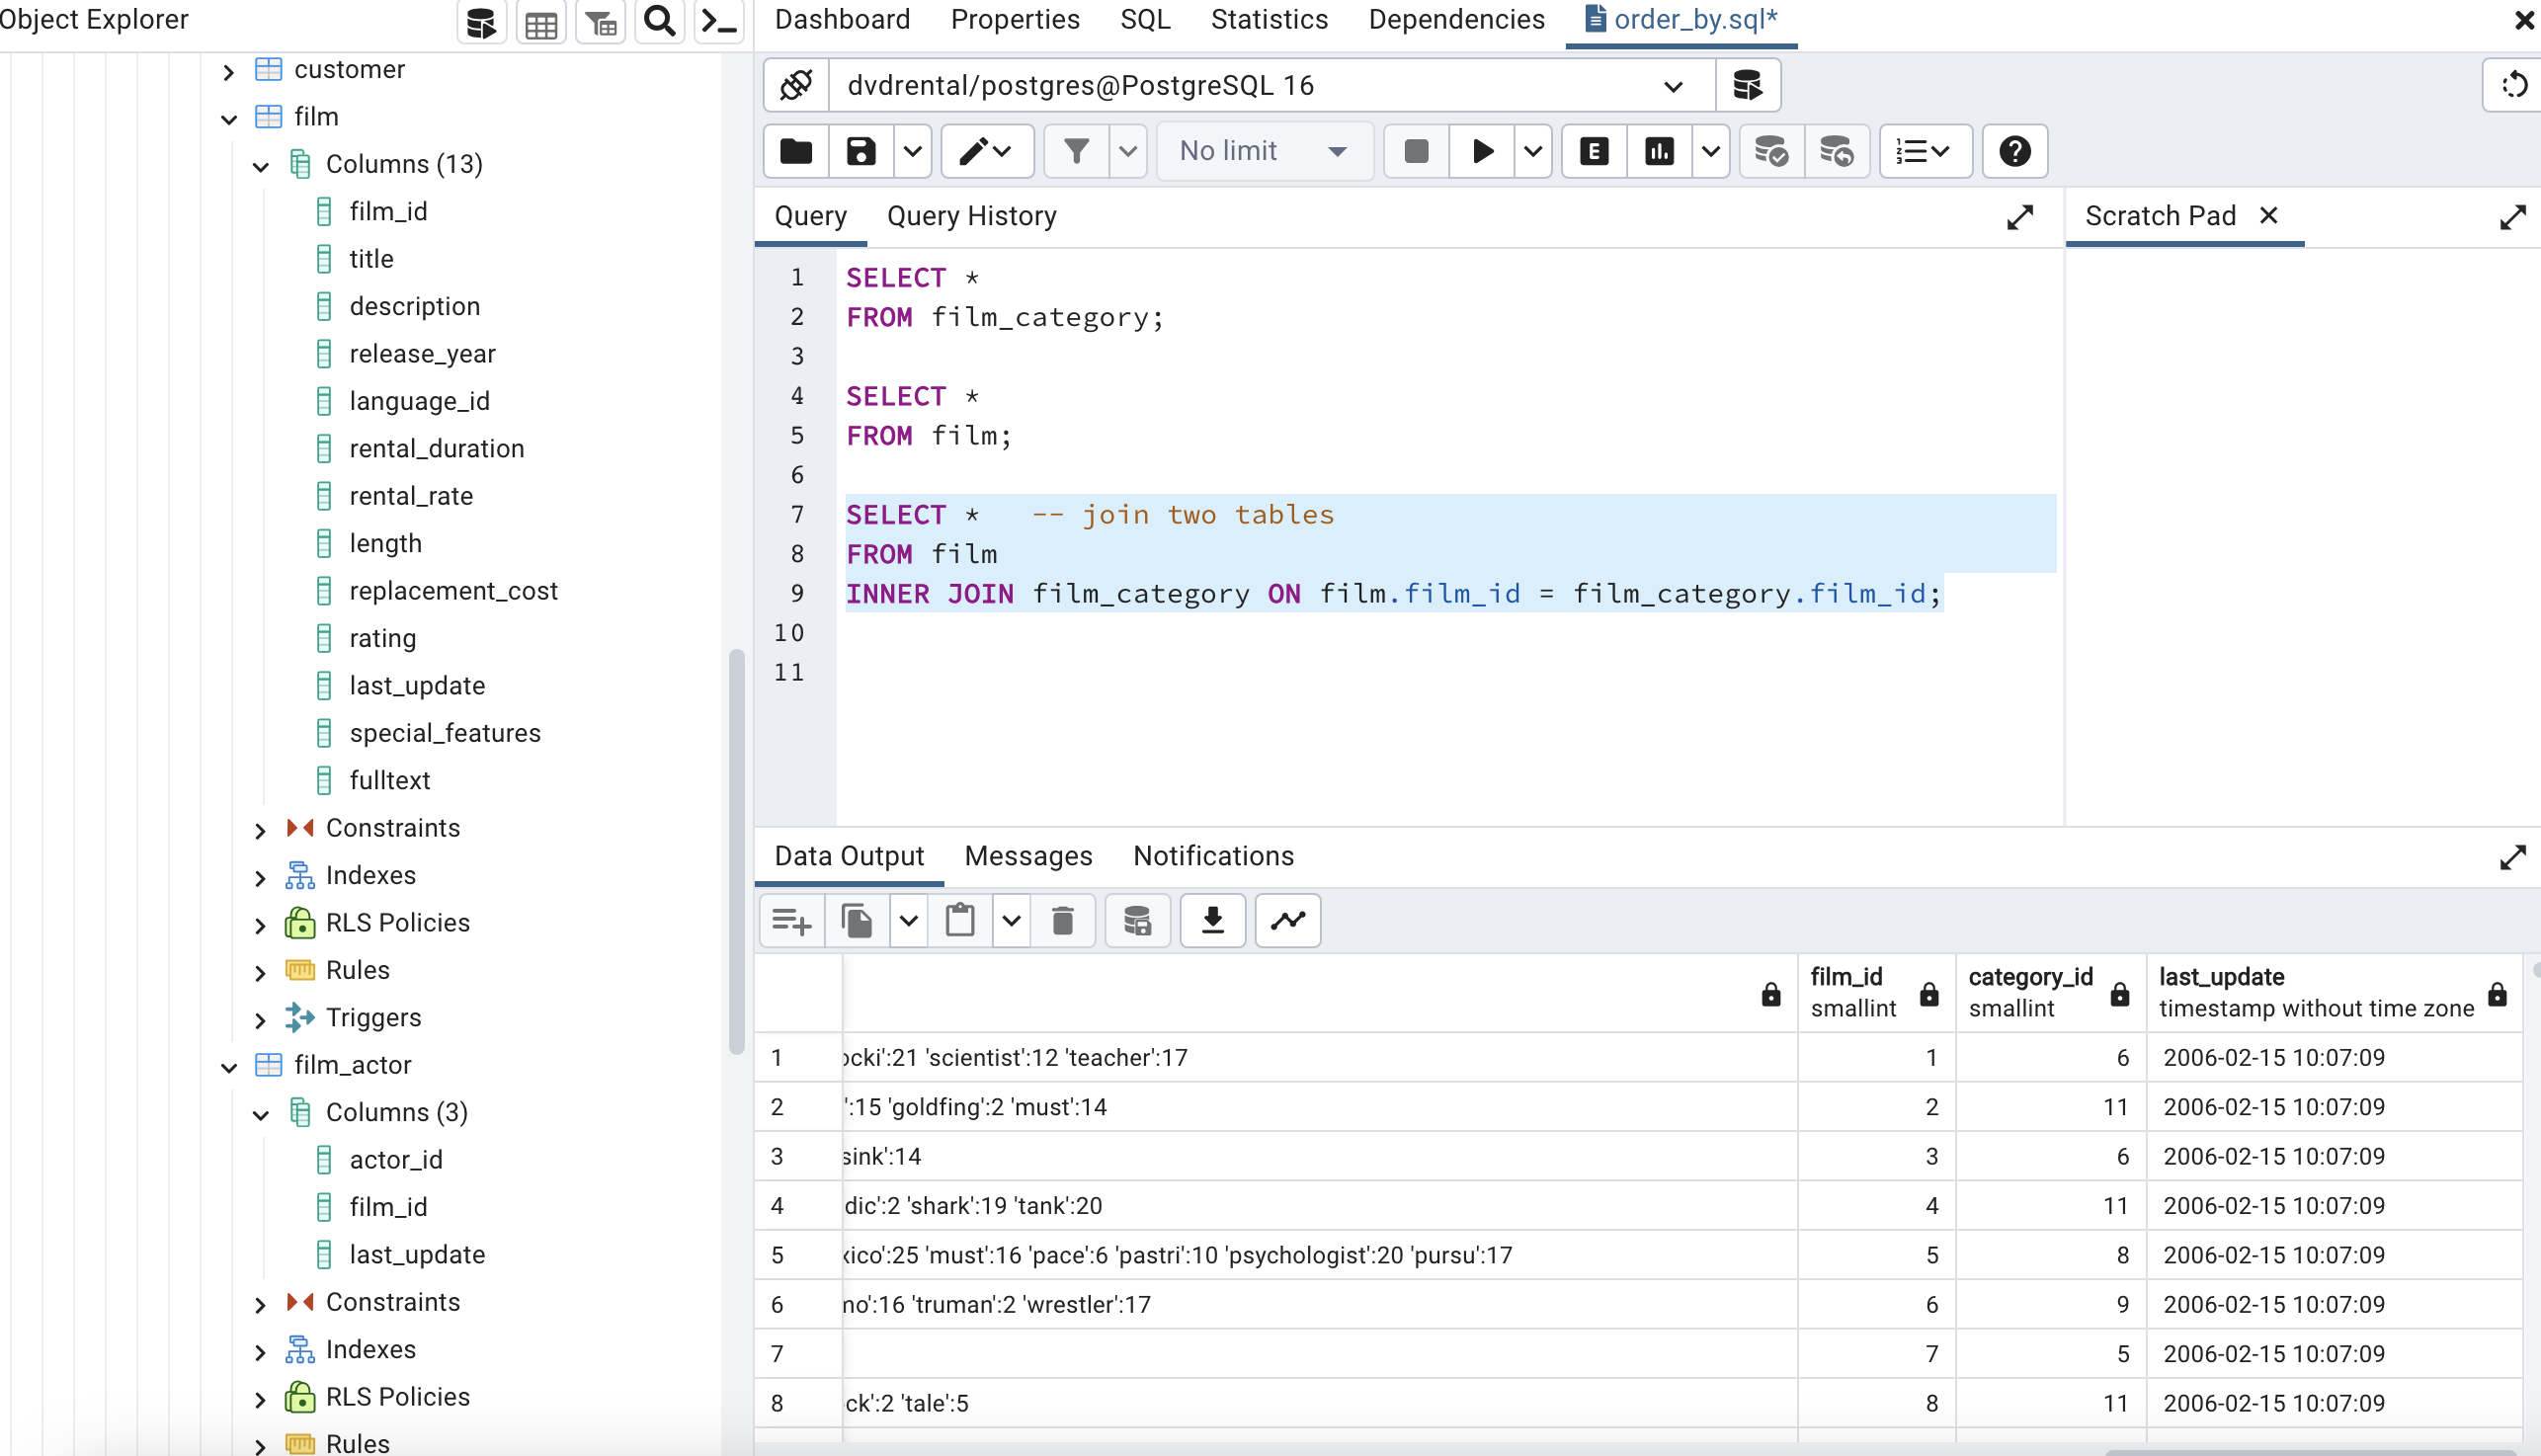 Object Explorer
customer
film
Columns (13)
film_id
title
description
release_year
language_id
rental_duration
rental_rate
length
replacement_cost
rating
last_update
special_features
fulltext
Constraints
Indexes
RLS Policies
Rules
Triggers
film_actor
Columns (3)
actor_id
film_id
last_update
Constraints
Indexes
RLS Policies
Rules
Dashboard Properties SQL Statistics Dependencies order_by.sql*
dvdrental/postgres@PostgreSQL 16
No limit E
Query Query History
Scratch Pad
1 SELECT *
2 FROM film_category;
3
4 SELECT *
5 FROM film;
6
7 SELECT * -- join two tables
8 FROM film
9 INNER JOIN film_category ON film.film_id = film_category.film_id;
10
11
Data Output Messages Notifications
film_id category_id last_update
smallint smallint timestamp without time zone
1 ocki':21 'scientist':12 'teacher':17 1 6 2006-02-15 10:07:09
2 ':15 'goldfing':2 'must':14 2 11 2006-02-15 10:07:09
3 sink':14 3 6 2006-02-15 10:07:09
4 dic':2 'shark':19 'tank':20 4 11 2006-02-15 10:07:09
5 xico':25 'must':16 'pace':6 'pastri':10 'psychologist':20 'pursu':17 5 8 2006-02-15 10:07:09
6 mo':16 'truman':2 'wrestler':17 6 9 2006-02-15 10:07:09
7 7 5 2006-02-15 10:07:09
8 ck':2 'tale':5 8 11 2006-02-15 10:07:09